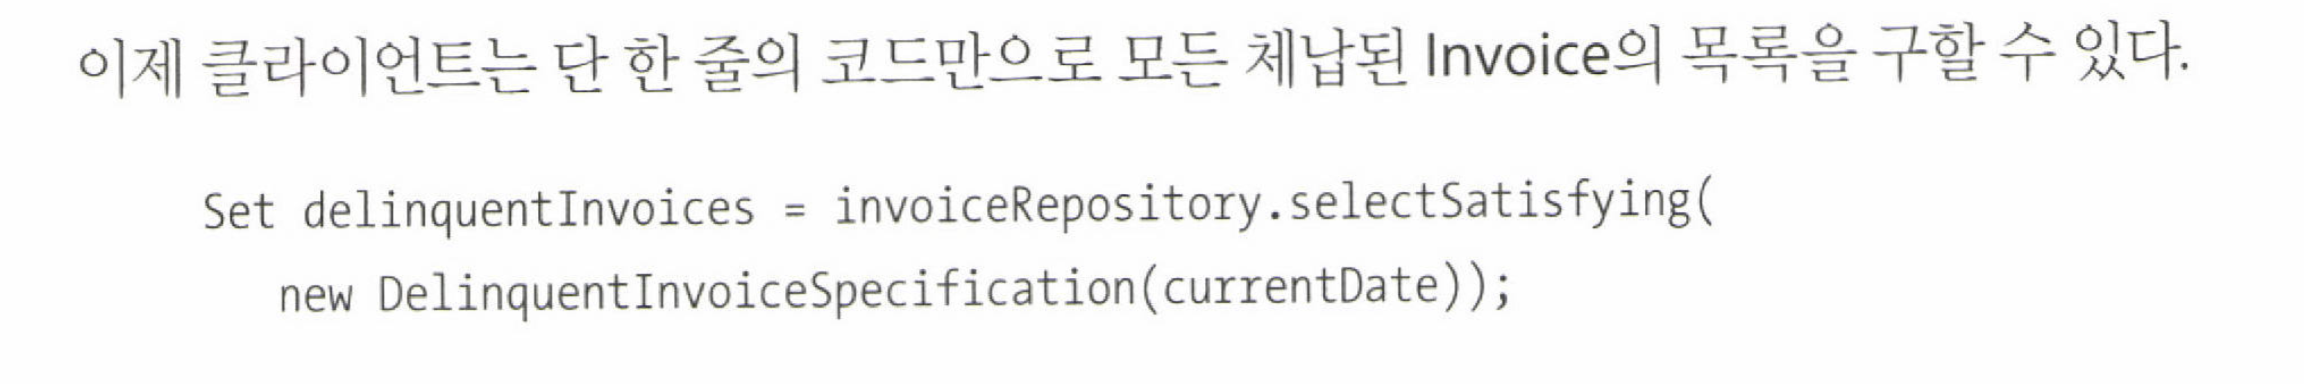 이제 클라이언트는 단 한 줄의 코드만으로 모든 체납된 Invoice의 목록을 구할 수 있다.
Set delinquentInvoices = invoiceRepository.selectSatisfying(
new DelinquentInvoiceSpecification(currentDate));